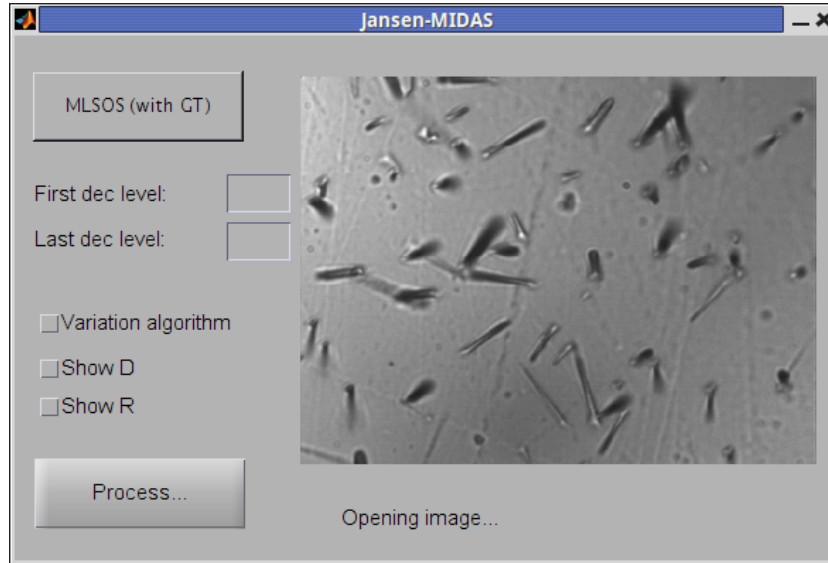 Jansen-MIDAS
MLSOS (with GT)
First dec level:
Last dec level:
Variation algorithm
Show D
Show R
Process...
Opening image...